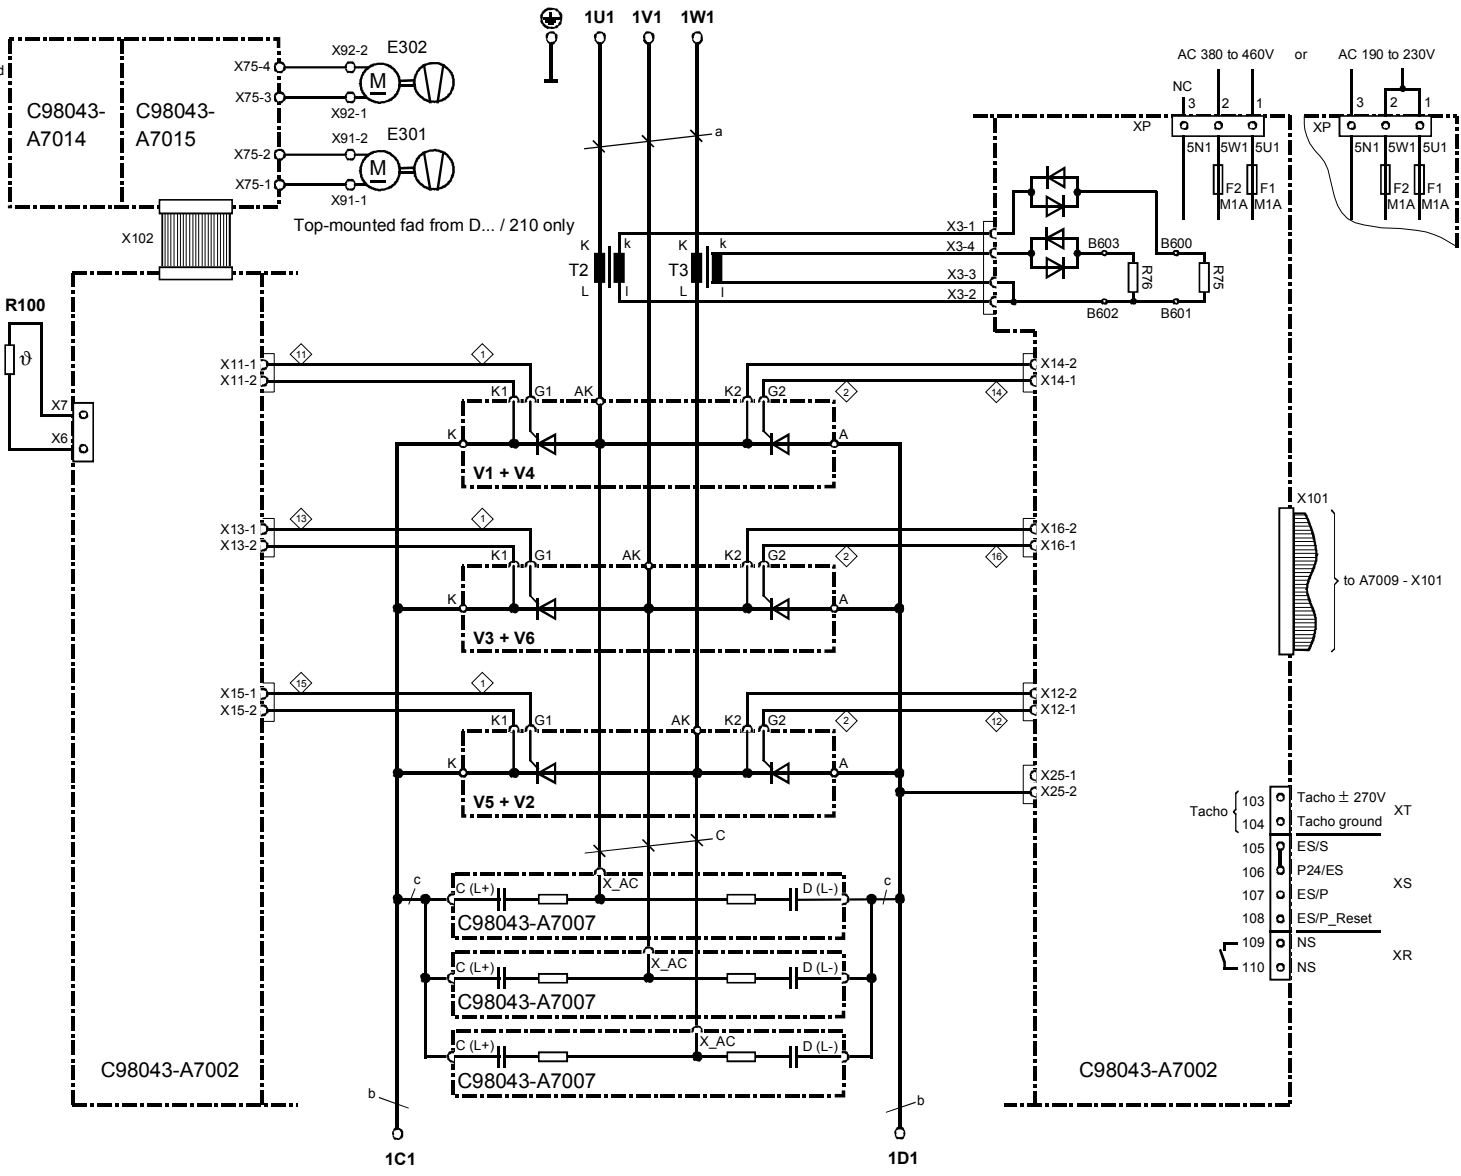 1U1 1V1 1W1
X92-2 E302
X75-4
M
X75-3
X92-1
C98043-
A7014
C98043-
A7015
X91-2 E301
X75-2
M
X75-1
X91-1
Top-mounted fad from D... / 210 only
X102
d
a
AC 380 to 460V or AC 190 to 230V
NC
3 2 1
3 2 1
XP
XP
5N1 5W1 5U1
5N1 5W1 5U1
F2 F1
M1A M1A
F2 F1
M1A M1A
K k
K k
T2
T3
L l
L l
X3-1
X3-4
X3-3
X3-2
B603 B600
R76 R75
B602 B601
R100
ϑ
X7
X6
X11-1
X11-2
11
1
K1 G1 AK K2 G2
2
14
X14-2
X14-1
K
A
V1 + V4
X13-1
X13-2
13
1
K1 G1 AK K2 G2
2
16
X16-2
X16-1
K
A
V3 + V6
X101
to A7009 - X101
X15-1
X15-2
15
1
K1 G1 AK K2 G2
2
12
X12-2
X12-1
K
A
V5 + V2
X25-1
X25-2
C
c
c
C (L+) X_AC D (L-)
C98043-A7007
C (L+) X_AC D (L-)
C98043-A7007
C (L+) X_AC D (L-)
C98043-A7007
Tacho
103 Tacho ± 270V
104 Tacho ground
XT
105 ES/S
106 P24/ES
107 ES/P
108 ES/P_Reset
XS
109 NS
110 NS
XR
C98043-A7002
C98043-A7002
b
b
1C1
1D1